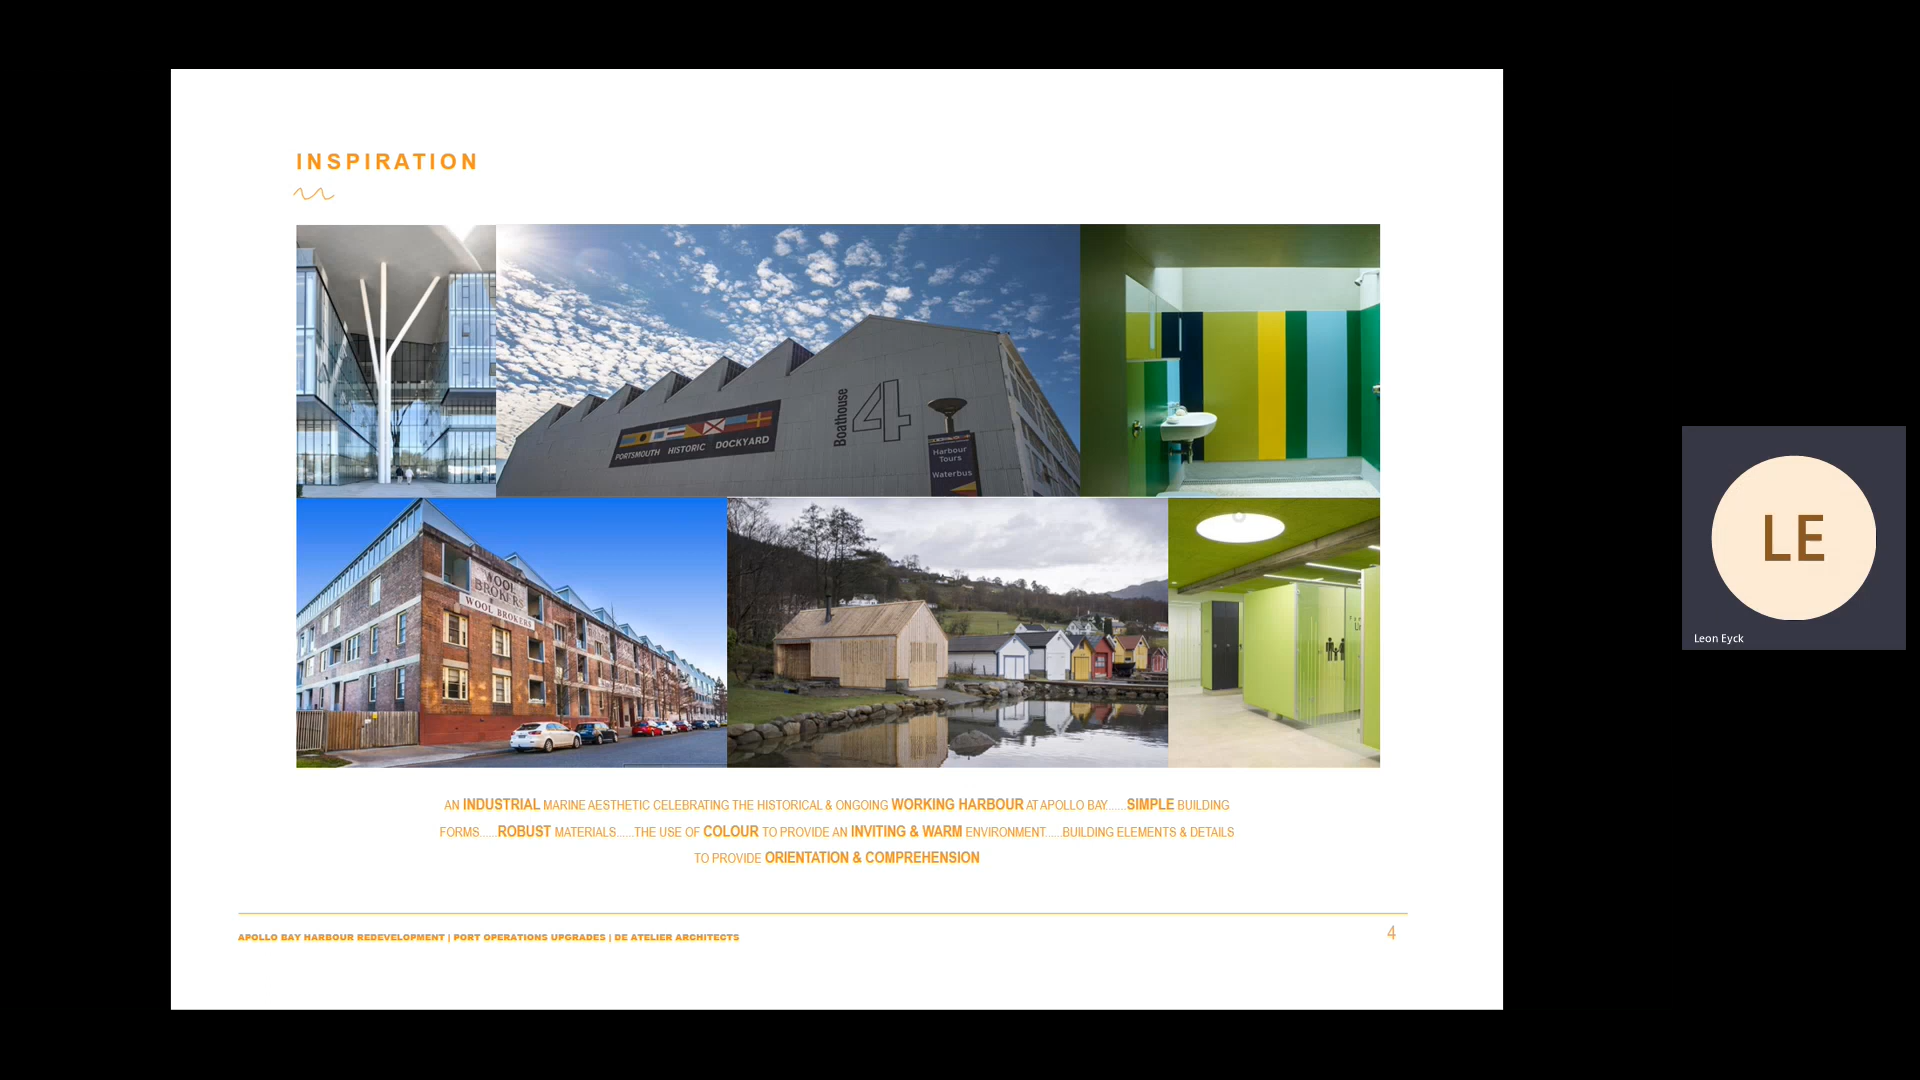 INSPIRATION
PORTSMOUTH HISTORIC DOCKYARD
Boathouse
4
Harbour
Tours
Waterbus
WOOL
BROKERS
WOOL BROKERS
AN INDUSTRIAL MARINE AESTHETIC CELEBRATING THE HISTORICAL & ONGOING WORKING HARBOUR AT APOLLO BAY......SIMPLE BUILDING
FORMS......ROBUST MATERIALS......THE USE OF COLOUR TO PROVIDE AN INVITING & WARM ENVIRONMENT......BUILDING ELEMENTS & DETAILS
TO PROVIDE ORIENTATION & COMPREHENSION
APOLLO BAY HARBOUR REDEVELOPMENT | PORT OPERATIONS UPGRADES | DE ATELIER ARCHITECTS
4
LE
Leon Eyck